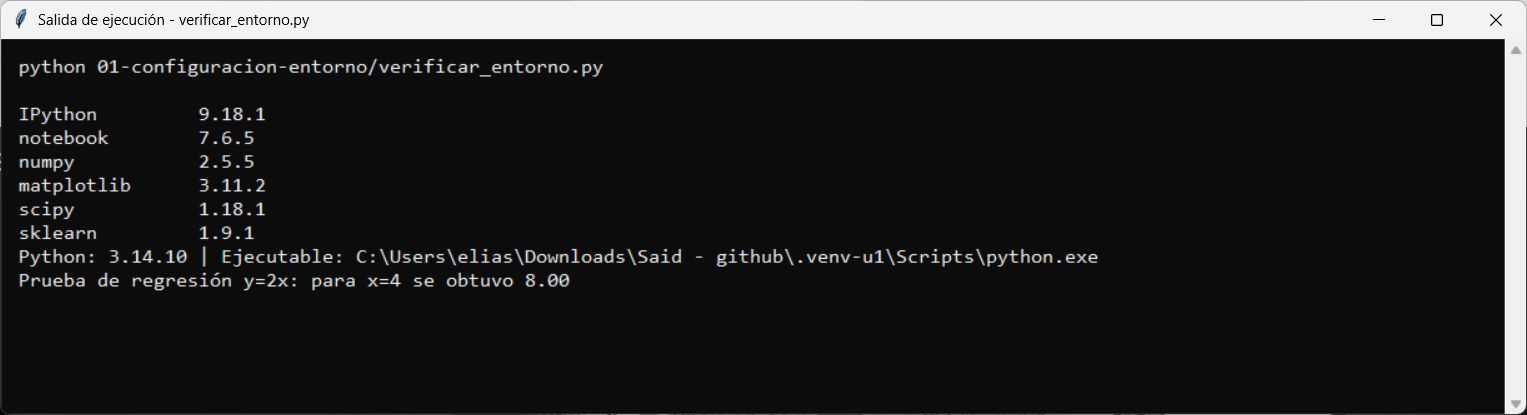 Salida de ejecución - verificar_entorno.py
python 01-configuracion-entorno/verificar_entorno.py
IPython 9.18.1
notebook 7.6.5
numpy 2.5.5
matplotlib 3.11.2
scipy 1.18.1
sklearn 1.9.1
Python: 3.14.10 | Ejecutable: C:\Users\elias\Downloads\Said - github\.venv-u1\Scripts\python.exe
Prueba de regresión y=2x: para x=4 se obtuvo 8.00